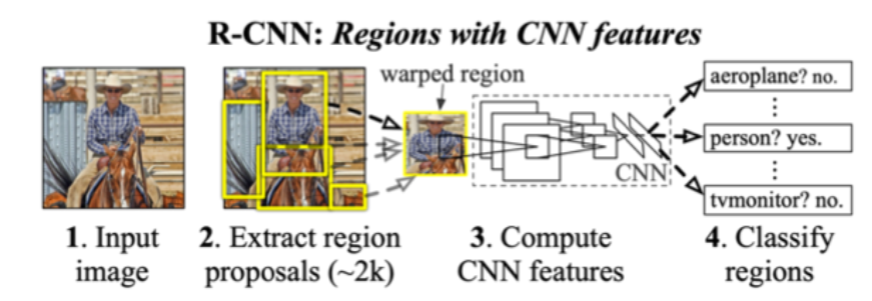 R-CNN: Regions with CNN features
warped region
aeroplane? no.
⋮
person? yes.
⋮
tvmonitor? no.
CNN
1. Input
image
2. Extract region
proposals (~2k)
3. Compute
CNN features
4. Classify
regions